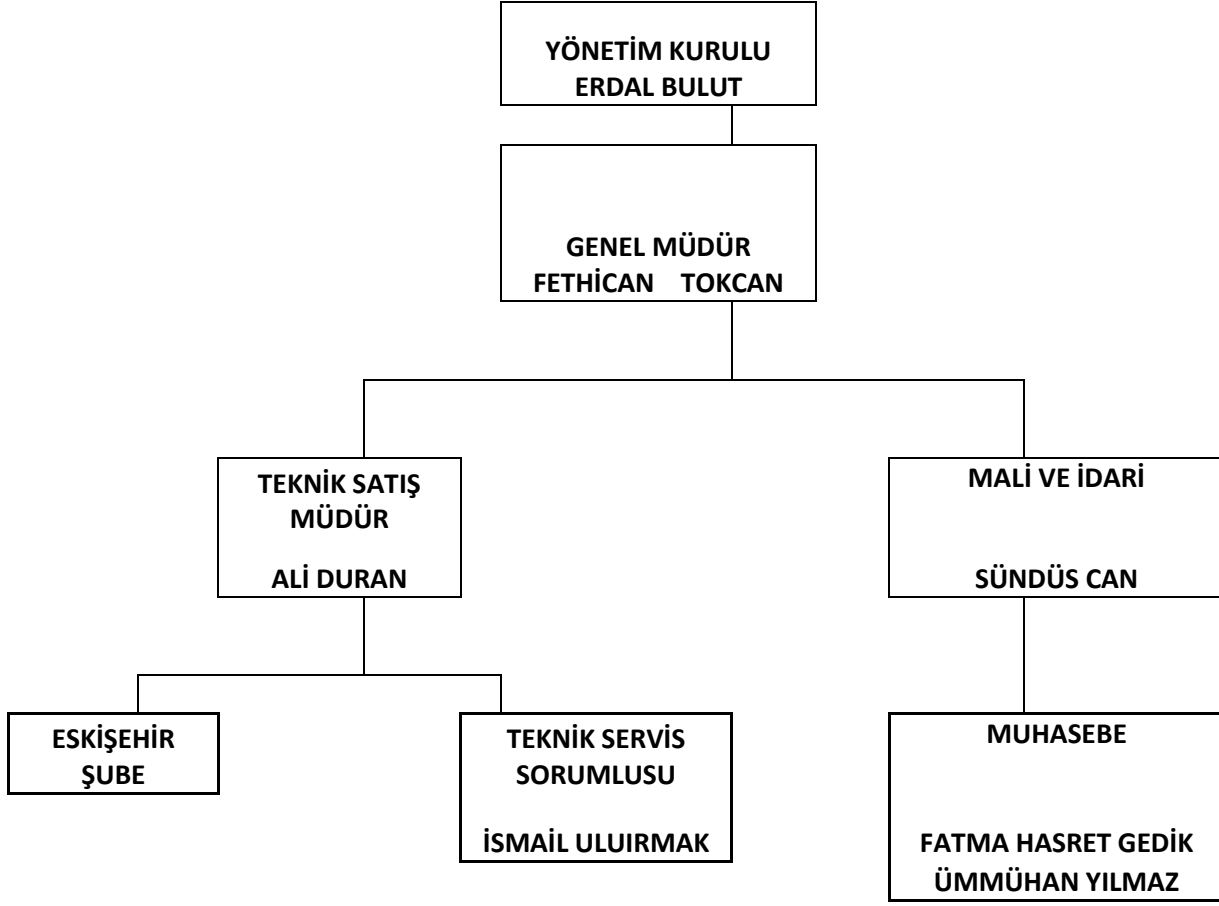 YÖNETİM KURULU
ERDAL BULUT
GENEL MÜDÜR
FETHİCAN TOKCAN
TEKNİK SATIŞ
MÜDÜR
ALİ DURAN
MALİ VE İDARİ
SÜNDÜS CAN
ESKİŞEHİR
ŞUBE
TEKNİK SERVİS
SORUMLUSU
İSMAİL ULUIRMAK
MUHASEBE
FATMA HASRET GEDİK
ÜMMÜHAN YILMAZ